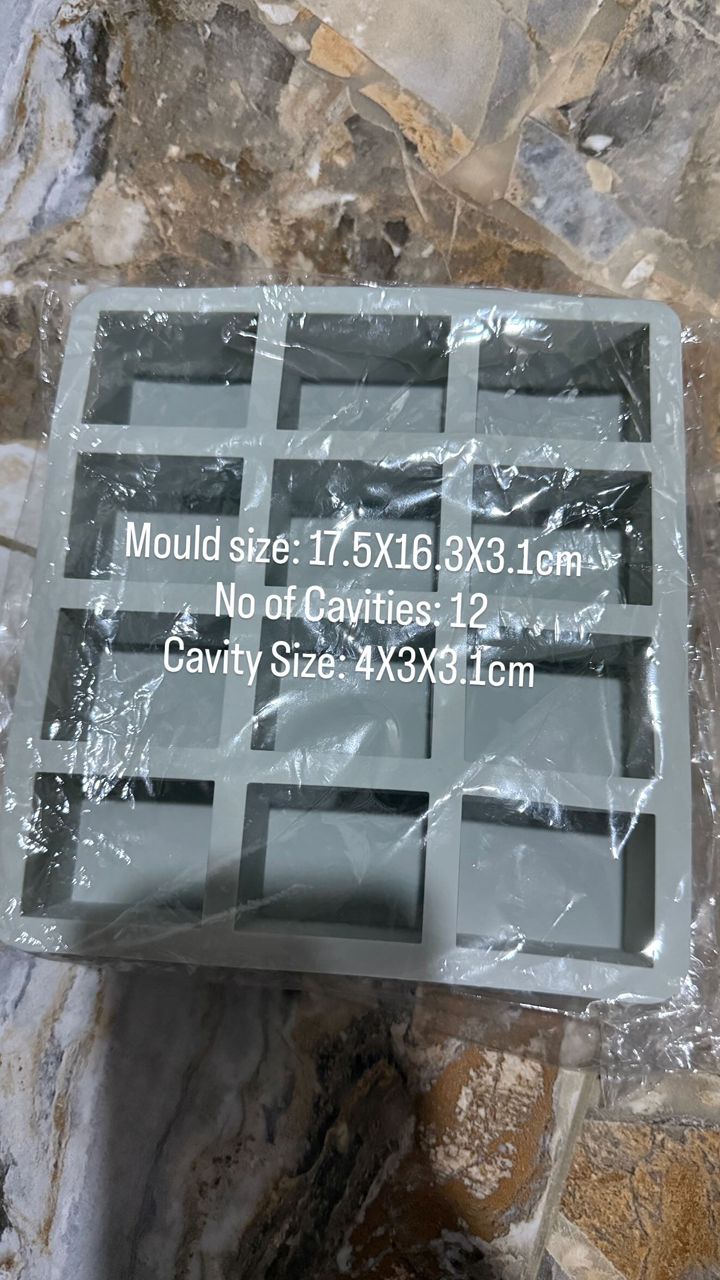 Mould size: 17.5X16.3X3.1cm
No of Cavities: 12
Cavity Size: 4X3X3.1cm